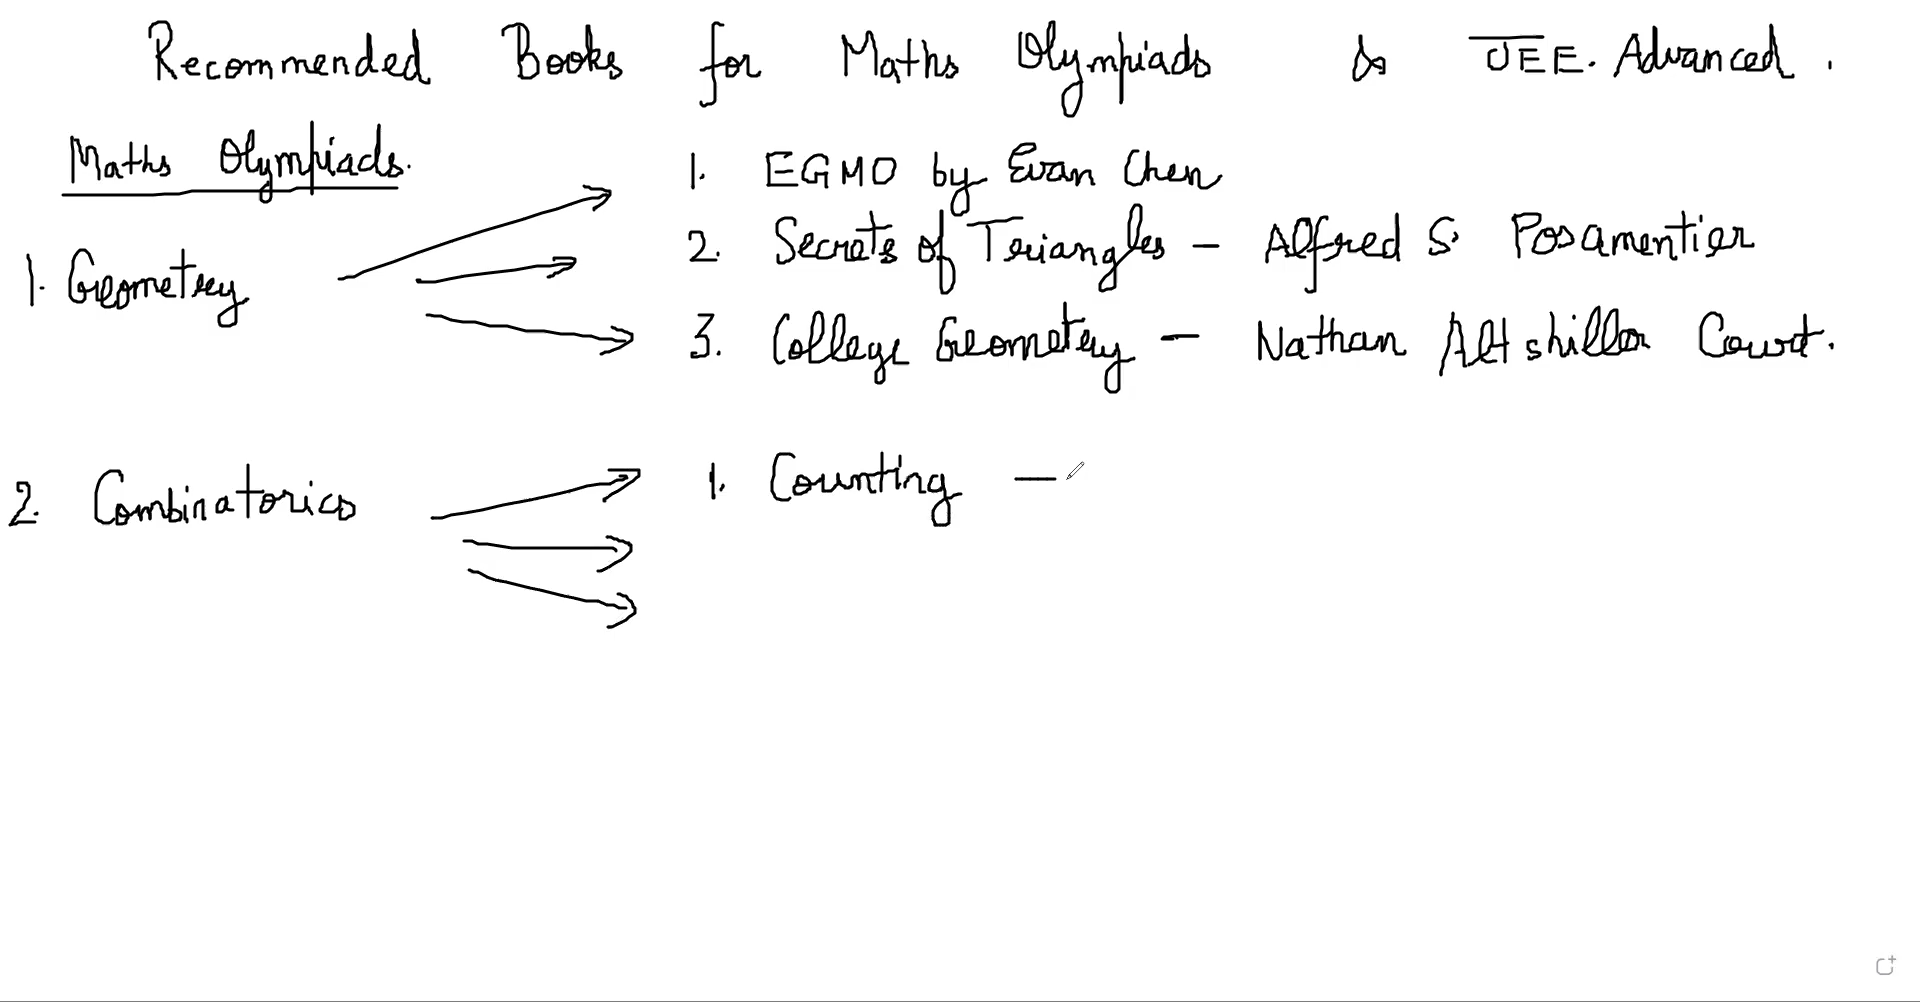 Recommended Books for Maths Olympiads & JEE. Advanced.
Maths Olympiads.
1. Geometry
1. EGMO by Evan Chen
2. Secrets of Triangles - Alfred S. Posamentier
3. College Geometry - Nathan Altshiller Court.
2. Combinatorics
1. Counting -